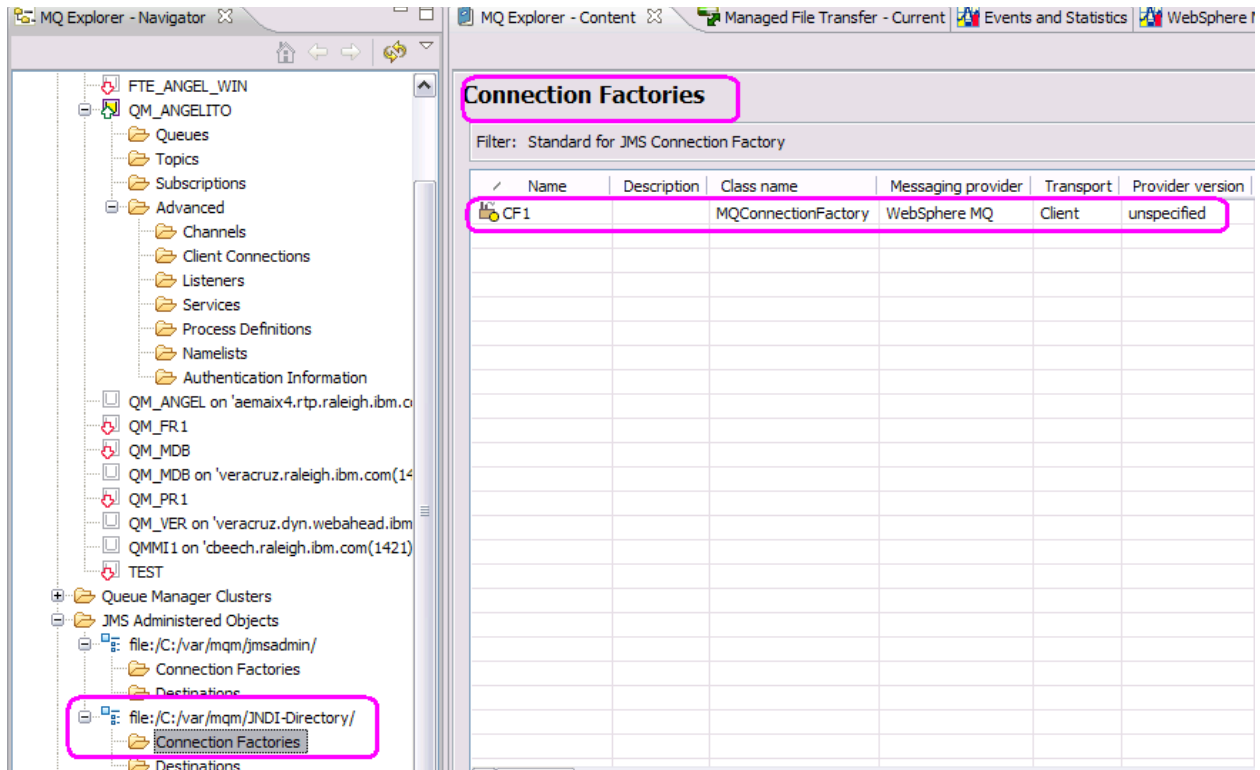 MQ Explorer - Navigator
FTE_ANGEL_WIN
QM_ANGELITO
Queues
Topics
Subscriptions
Advanced
Channels
Client Connections
Listeners
Services
Process Definitions
Namelists
Authentication Information
QM_ANGEL on 'aemaix4.rtp.raleigh.ibm.c
QM_FR1
QM_MDB
QM_MDB on 'veracruz.raleigh.ibm.com(14
QM_PR1
QM_VER on 'veracruz.dyn.webahead.ibm
QMMI1 on 'cbeech.raleigh.ibm.com(1421)
TEST
Queue Manager Clusters
JMS Administered Objects
file:/C:/var/mqm/jmsadmin/
Connection Factories
Destinations
file:/C:/var/mqm/JNDI-Directory/
Connection Factories
Destinations
MQ Explorer - Content Managed File Transfer - Current Events and Statistics WebSphere
Connection Factories
Filter: Standard for JMS Connection Factory
Name Description Class name Messaging provider Transport Provider version
CF1 MQConnectionFactory WebSphere MQ Client unspecified